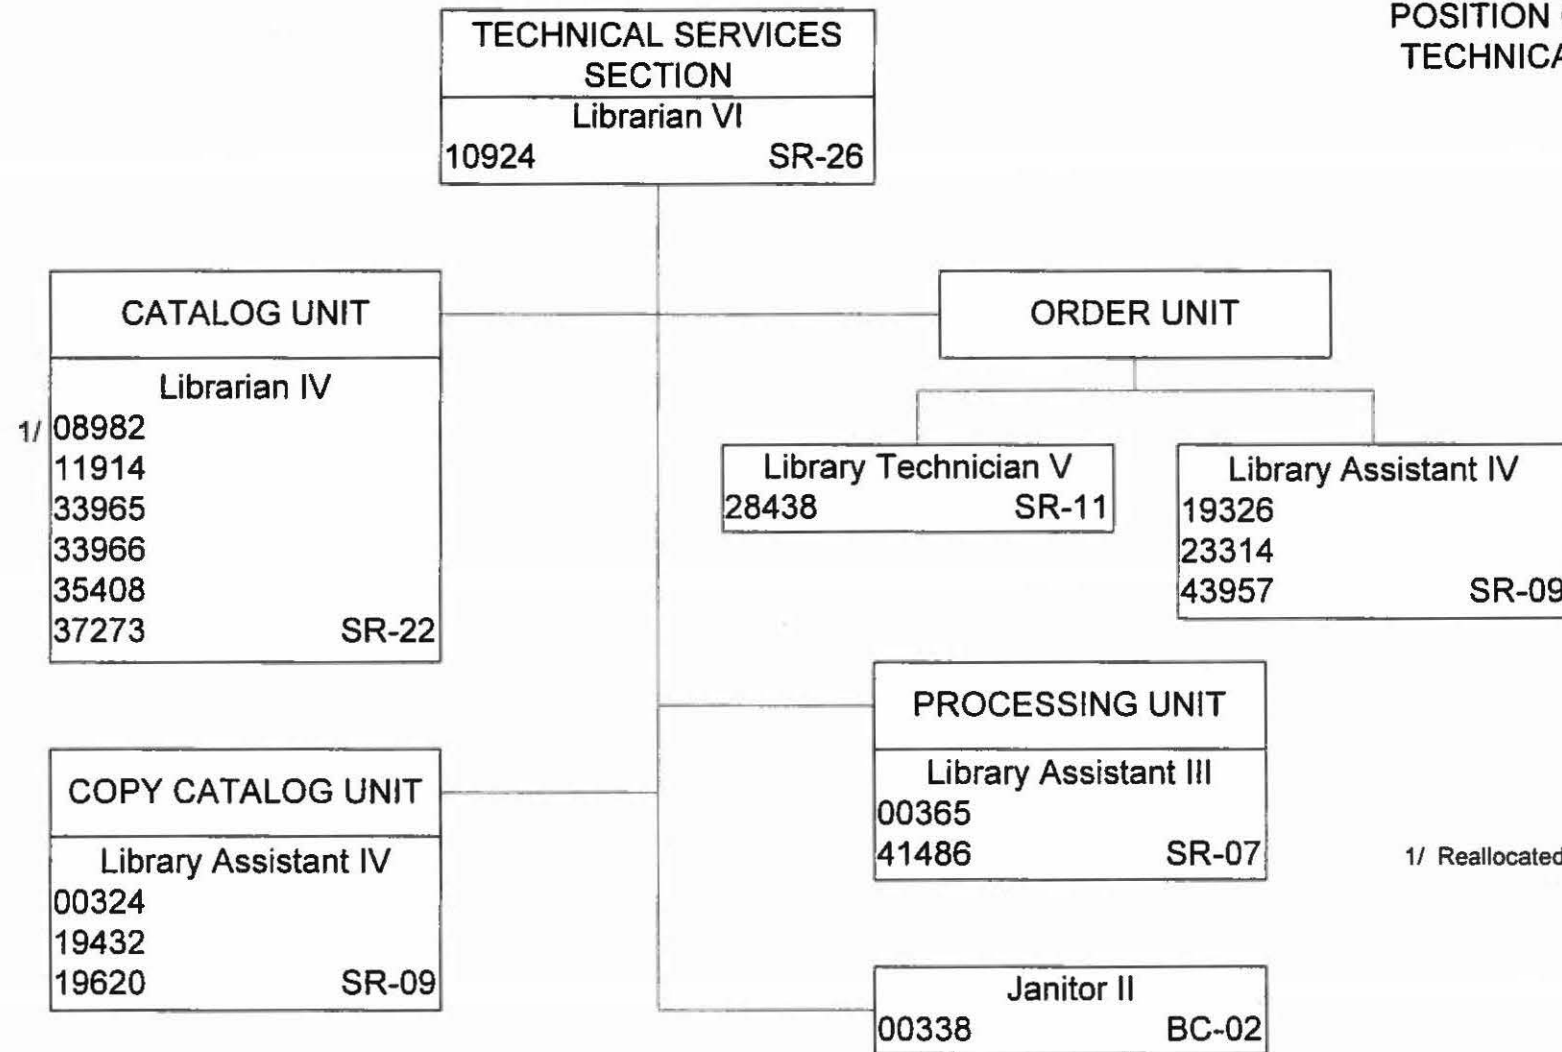 POSITION
TECHNICA
TECHNICAL SERVICES
SECTION
Librarian VI
10924 SR-26
CATALOG UNIT
Librarian IV
1/ 08982
11914
33965
33966
35408
37273 SR-22
ORDER UNIT
Library Technician V
28438 SR-11
Library Assistant IV
19326
23314
43957 SR-09
PROCESSING UNIT
Library Assistant III
00365
41486 SR-07
COPY CATALOG UNIT
Library Assistant IV
00324
19432
19620 SR-09
Janitor II
00338 BC-02
1/ Reallocated